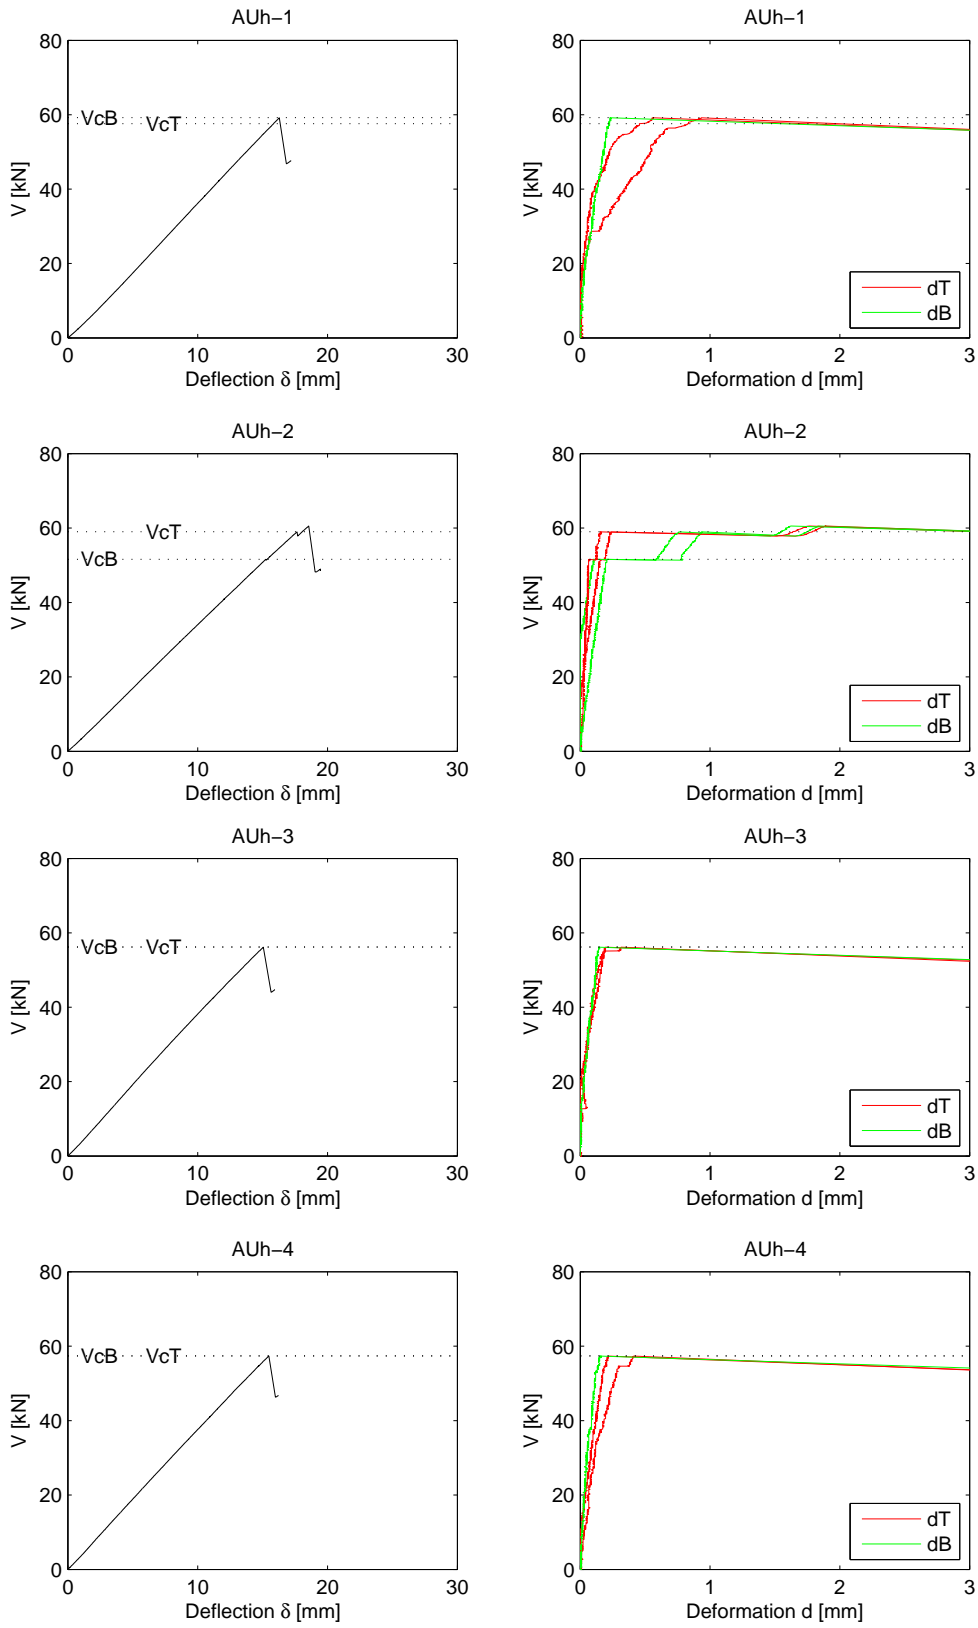 AUh−1
80
60
40
20
0
V [kN]
VcB
VcT
0 10 20 30
Deflection δ [mm]
AUh−1
80
60
40
20
0
V [kN]
dT
dB
0 1 2 3
Deformation d [mm]
AUh−2
80
60
40
20
0
V [kN]
VcT
VcB
0 10 20 30
Deflection δ [mm]
AUh−2
80
60
40
20
0
V [kN]
dT
dB
0 1 2 3
Deformation d [mm]
AUh−3
80
60
40
20
0
V [kN]
VcB VcT
0 10 20 30
Deflection δ [mm]
AUh−3
80
60
40
20
0
V [kN]
dT
dB
0 1 2 3
Deformation d [mm]
AUh−4
80
60
40
20
0
V [kN]
VcB VcT
0 10 20 30
Deflection δ [mm]
AUh−4
80
60
40
20
0
V [kN]
dT
dB
0 1 2 3
Deformation d [mm]